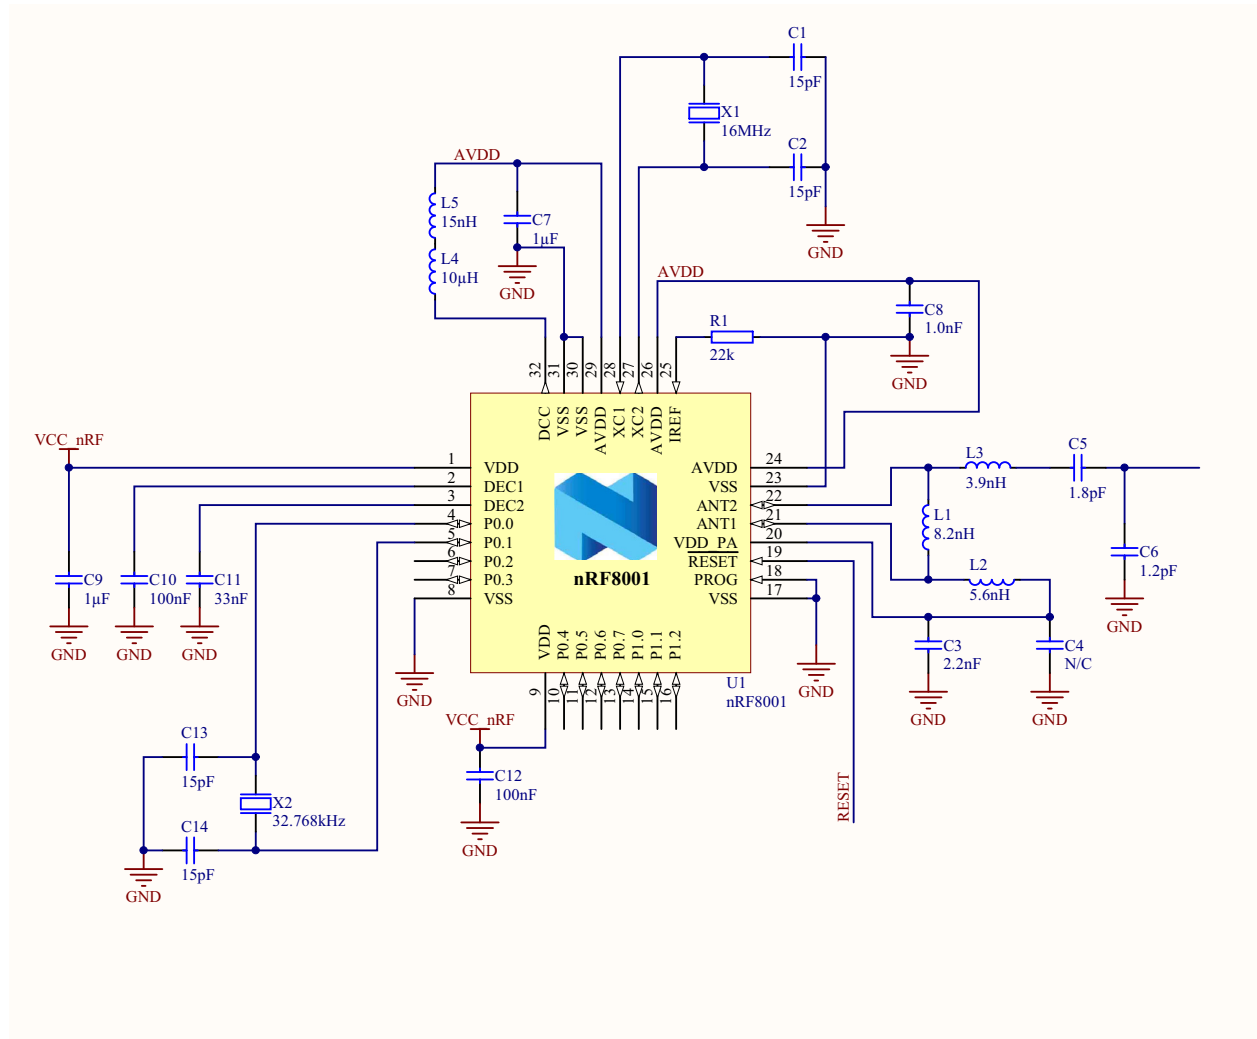 C1
15pF
X1
16MHz
C2
15pF
GND
AVDD
L5
15nH
C7
1µF
L4
10µH
GND
AVDD
C8
1.0nF
R1
22k
GND
32
31
30
29
28
27
26
25
DCC
VSS
VSS
AVDD
XC1
XC2
AVDD
IREF
VCC_nRF
1 VDD
2 DEC1
3 DEC2
4 P0.0
5 P0.1
6 P0.2
7 P0.3
8 VSS
AVDD 24
VSS 23
ANT2 22
ANT1 21
VDD_PA 20
RESET 19
PROG 18
VSS 17
nRF8001
L3
3.9nH
C5
1.8pF
L1
8.2nH
L2
5.6nH
C6
1.2pF
GND
C9
1µF
C10
100nF
C11
33nF
GND
GND
GND
C3
2.2nF
C4
N/C
GND
GND
GND
GND
VDD
P0.4
P0.5
P0.6
P0.7
P1.0
P1.1
P1.2
9
10
11
12
13
14
15
16
U1
nRF8001
VCC_nRF
C12
100nF
GND
RESET
C13
15pF
X2
32.768kHz
C14
15pF
GND